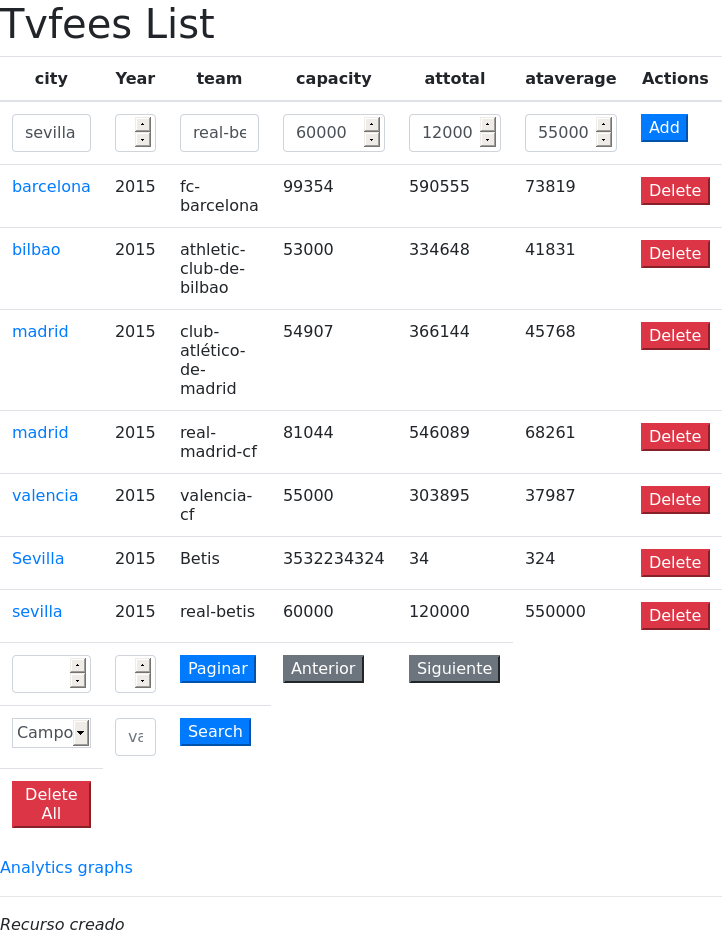 Tvfees List
city Year team capacity attotal ataverage Actions
sevilla real-be 60000 12000 55000 Add
barcelona 2015 fc- 99354 590555 73819 Delete
barcelona
bilbao 2015 athletic- 53000 334648 41831 Delete
club-de-
bilbao
madrid 2015 club- 54907 366144 45768 Delete
atlético-
de-
madrid
madrid 2015 real- 81044 546089 68261 Delete
madrid-cf
valencia 2015 valencia- 55000 303895 37987 Delete
cf
Sevilla 2015 Betis 3532234324 34 324 Delete
sevilla 2015 real-betis 60000 120000 550000 Delete
Paginar Anterior Siguiente
Campo Search
Delete
All
Analytics graphs
Recurso creado